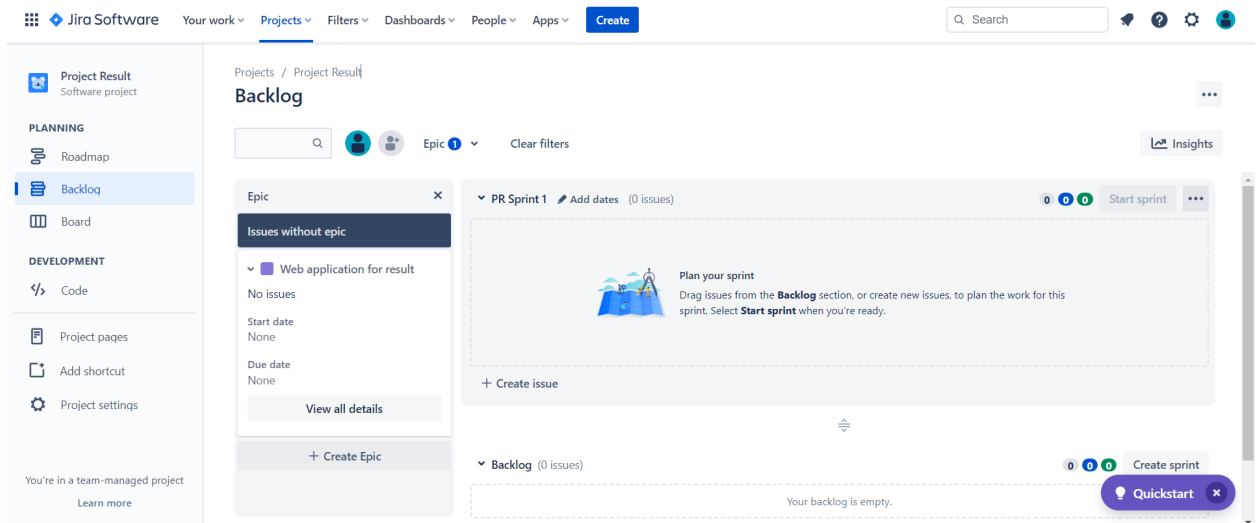 Jira Software Your work Projects Filters Dashboards People Apps Create Search
Project Result
Software project
PLANNING
Roadmap
Backlog
Board
DEVELOPMENT
Code
Project pages
Add shortcut
Project settings
You're in a team-managed project
Learn more
Projects / Project Result
Backlog
Epic 1 Clear filters Insights
Epic
Issues without epic
Web application for result
No issues
Start date
None
Due date
None
View all details
+ Create Epic
PR Sprint 1 Add dates (0 issues) 0 0 0 Start sprint
Plan your sprint
Drag issues from the Backlog section, or create new issues, to plan the work for this
sprint. Select Start sprint when you're ready.
+ Create issue
Backlog (0 issues) 0 0 0 Create sprint
Your backlog is empty.
Quickstart